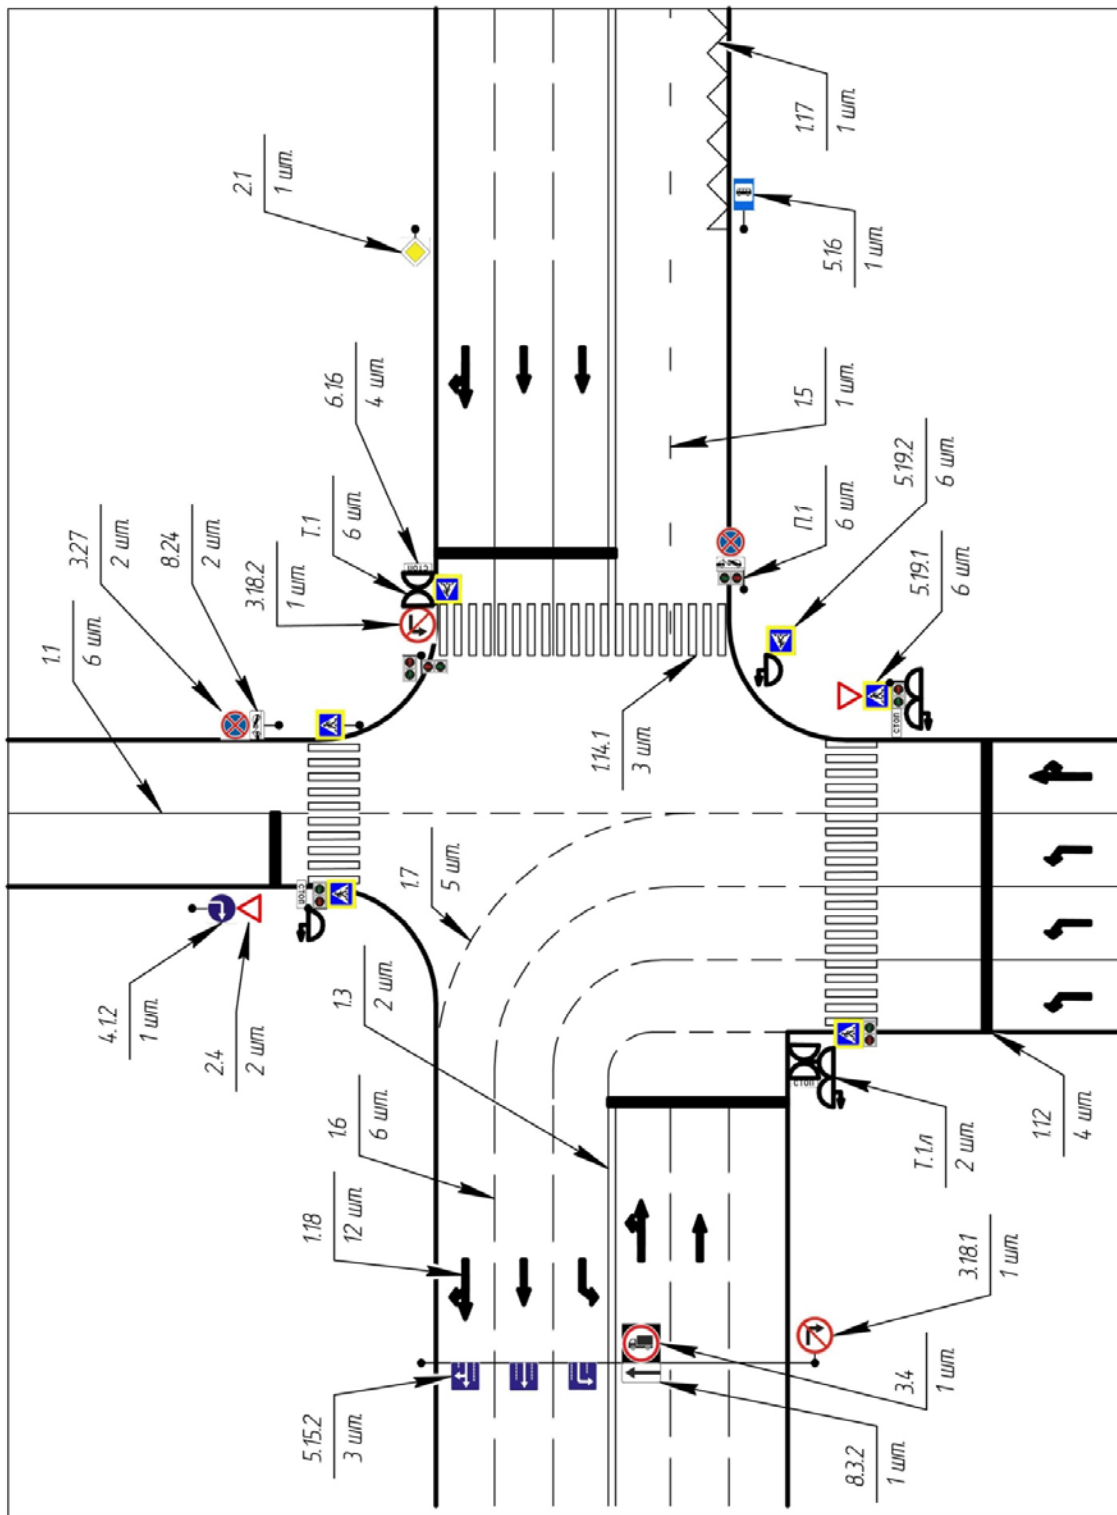 1.1
6 шт.
3.27
2 шт.
4.1.2
1 шт.
8.24
2 шт.
2.4
2 шт.
2.1
1 шт.
3.18.2
1 шт.
СТОП
5.15.2
3 шт.
1.18
12 шт.
Т.1
6 шт.
1.6
6 шт.
1.3
2 шт.
6.16
4 шт.
1.7
5 шт.
СТОП
1.14.1
3 шт.
СТОП
П.1
6 шт.
1.5
1 шт.
1.17
1 шт.
8.3.2
1 шт.
5.16
1 шт.
СТОП
3.4
1 шт.
5.19.2
6 шт.
Т.1л
2 шт.
5.19.1
6 шт.
3.18.1
1 шт.
1.12
4 шт.